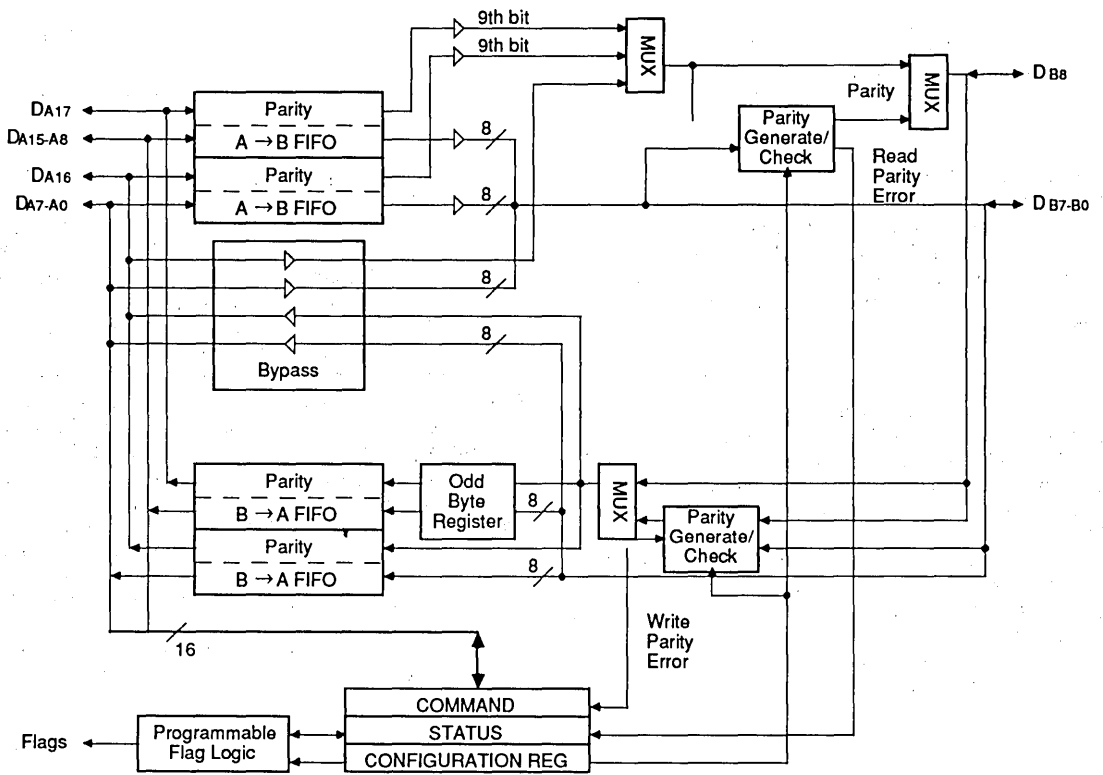 9th bit
9th bit
MUX
DA17
DA15-A8
DA16
DA7-A0
Parity
A → B FIFO
Parity
A → B FIFO
8
8
Parity
MUX
DB8
Parity
Generate/
Check
Read
Parity
Error
DB7-B0
8
8
Bypass
Parity
B → A FIFO
Parity
B → A FIFO
Odd
Byte
Register
8
8
MUX
Parity
Generate/
Check
16
Write
Parity
Error
COMMAND
STATUS
CONFIGURATION REG
Flags
Programmable
Flag Logic